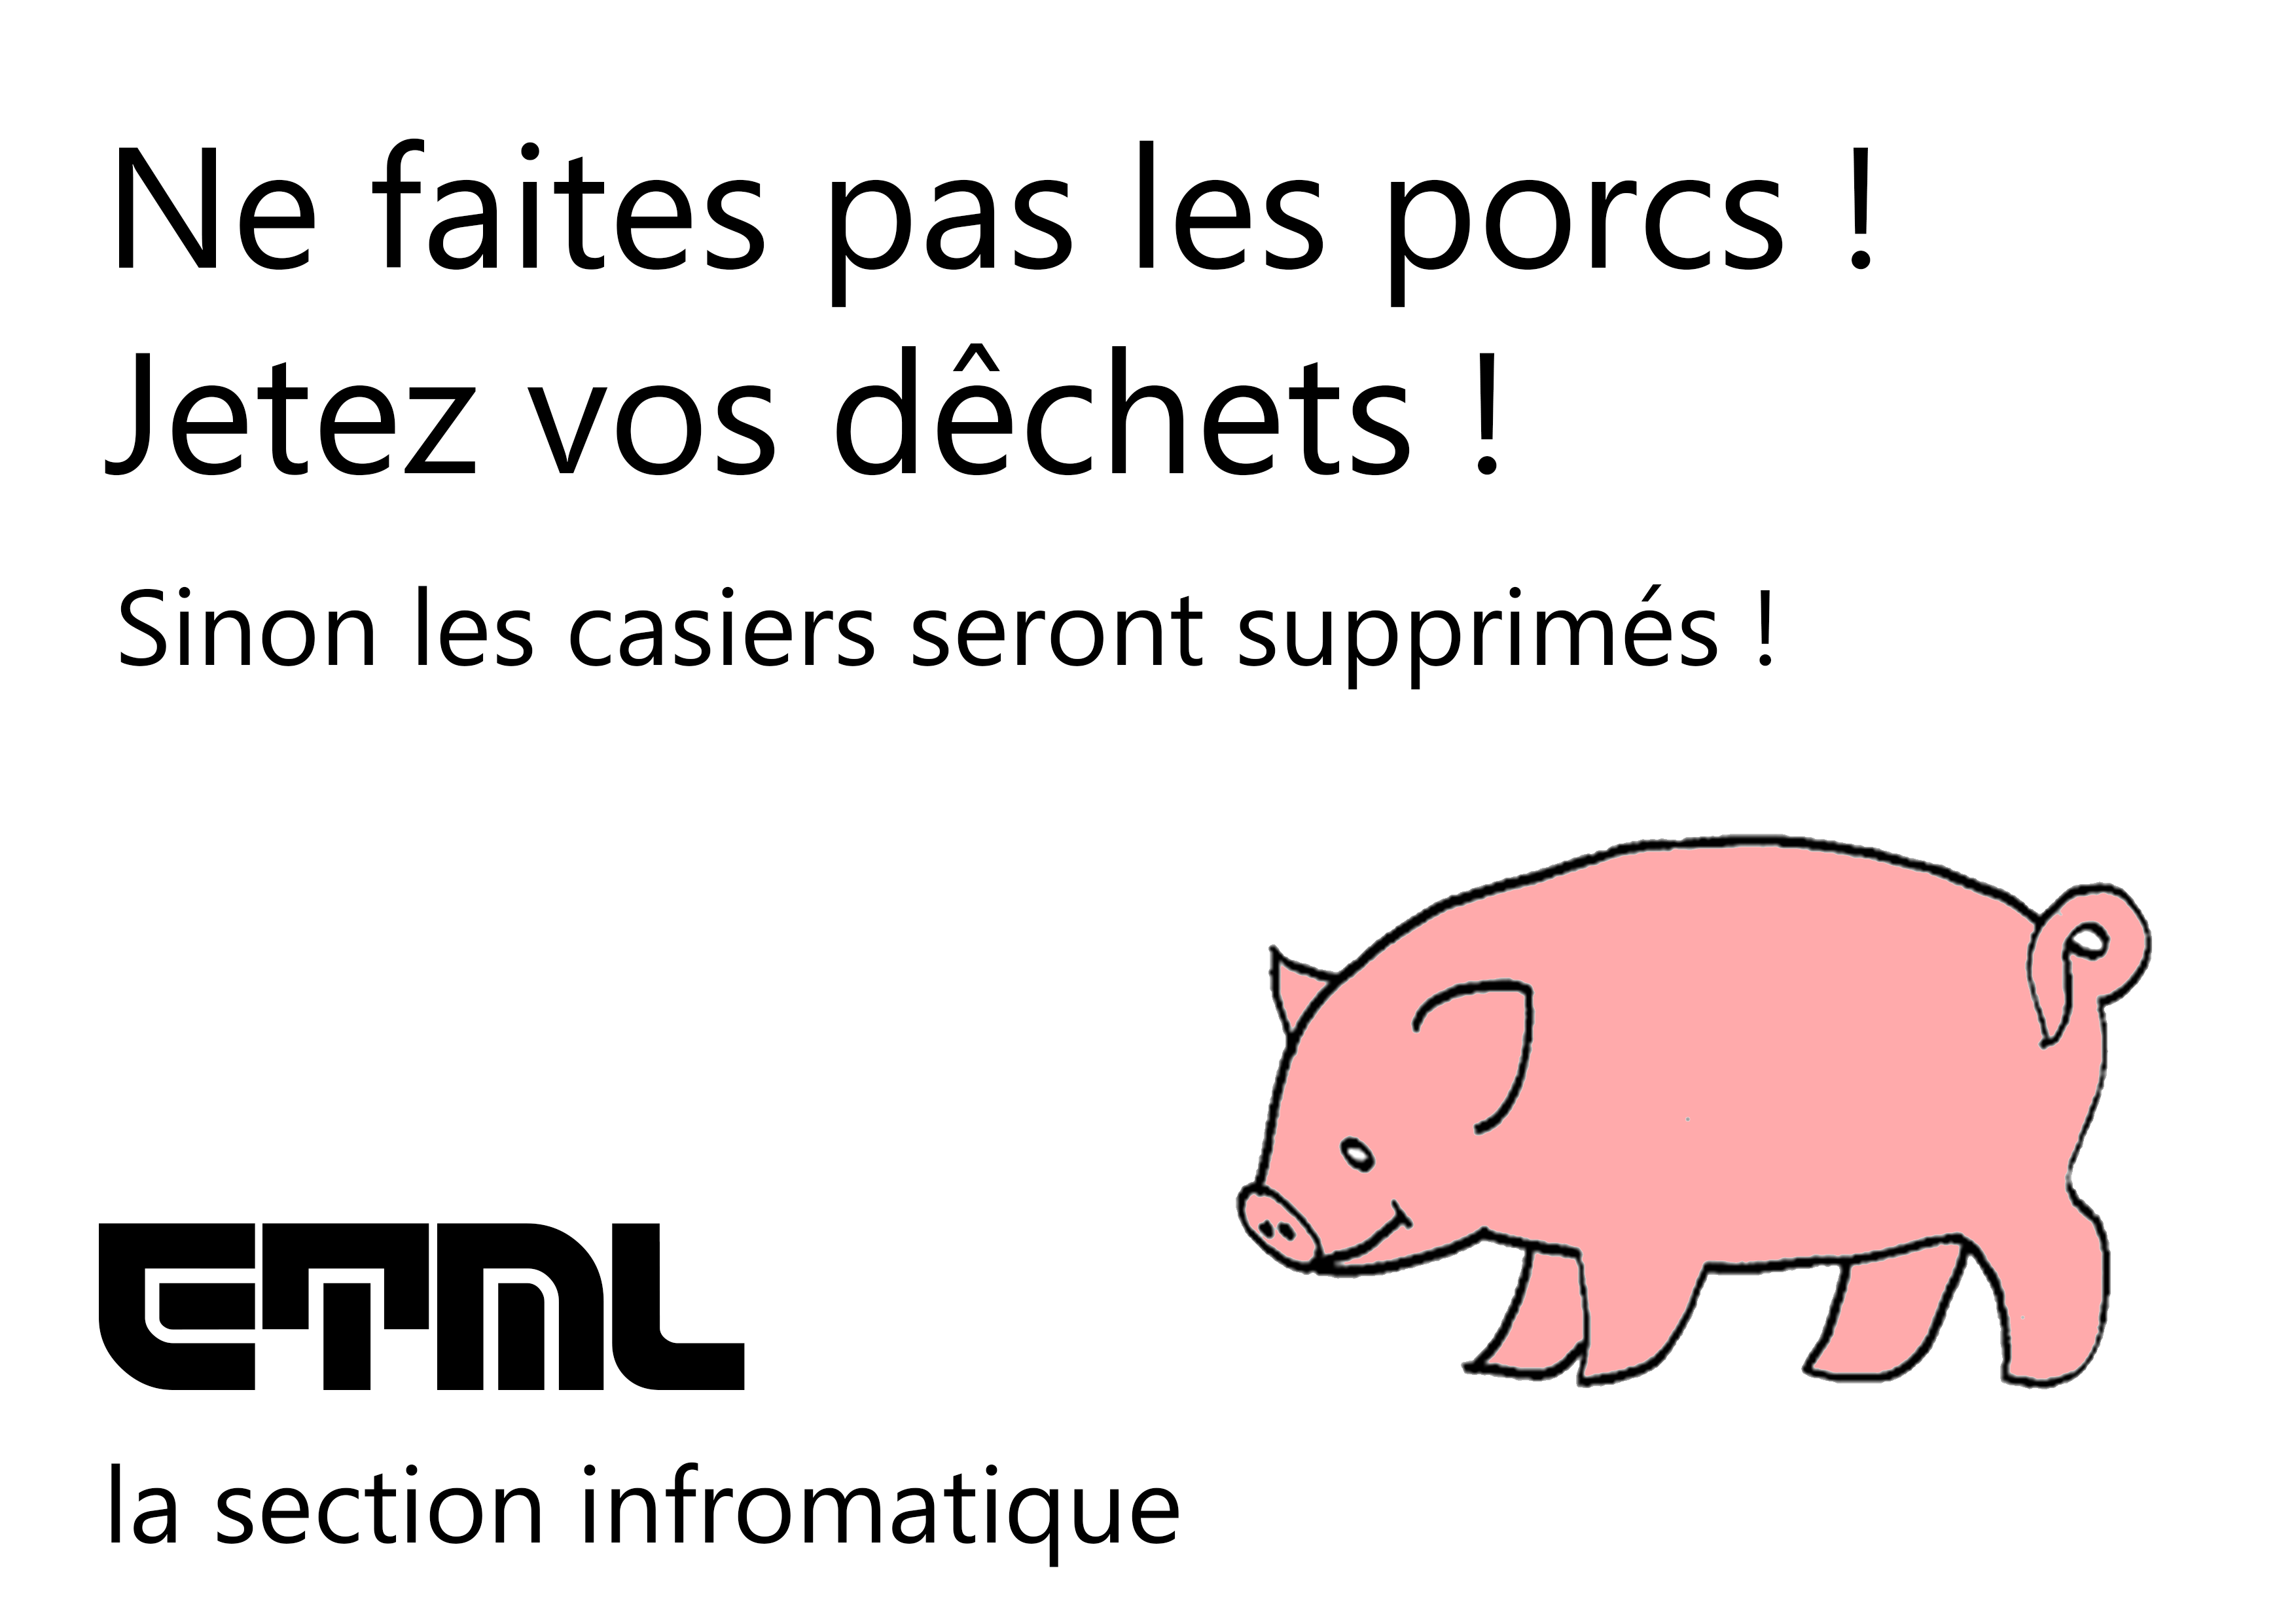 Ne faites pas les porcs !
Jetez vos dêchets !
Sinon les casiers seront supprimés !
ETML
la section infromatique